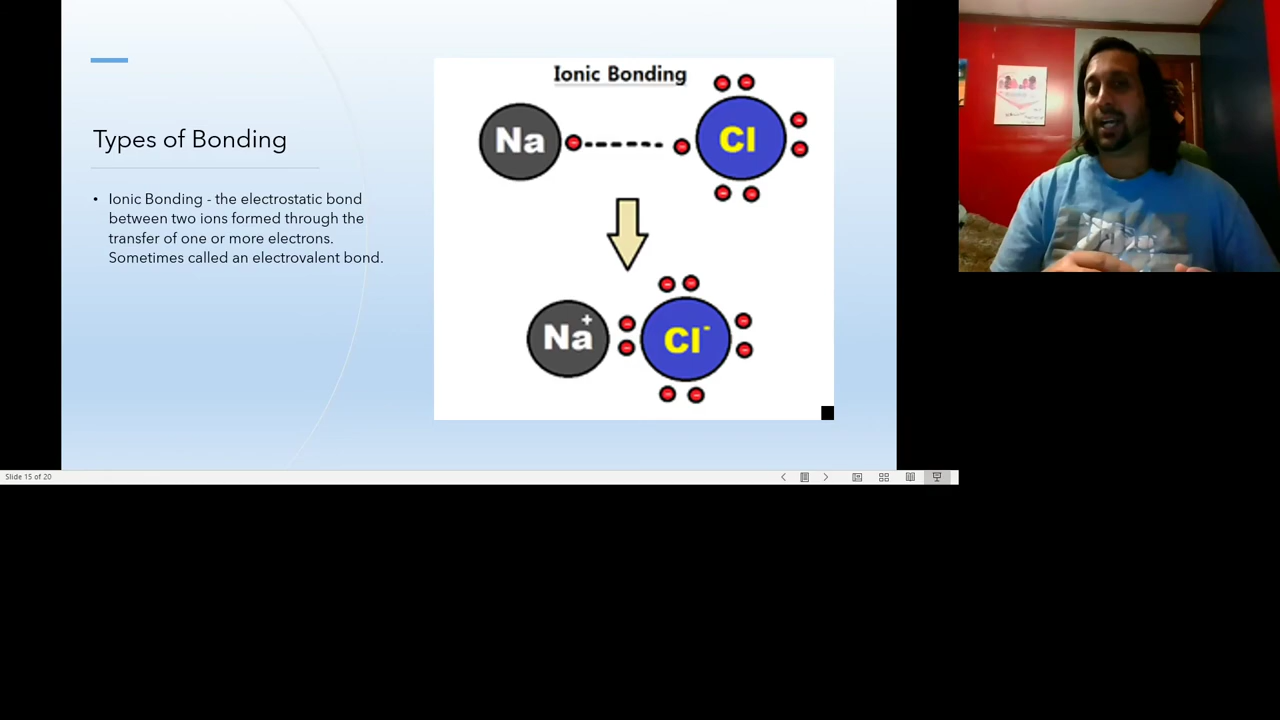 Types of Bonding
• Ionic Bonding - the electrostatic bond
between two ions formed through the
transfer of one or more electrons.
Sometimes called an electrovalent bond.
Ionic Bonding
Na
Cl
Na+
Cl-
Slide 15 of 20